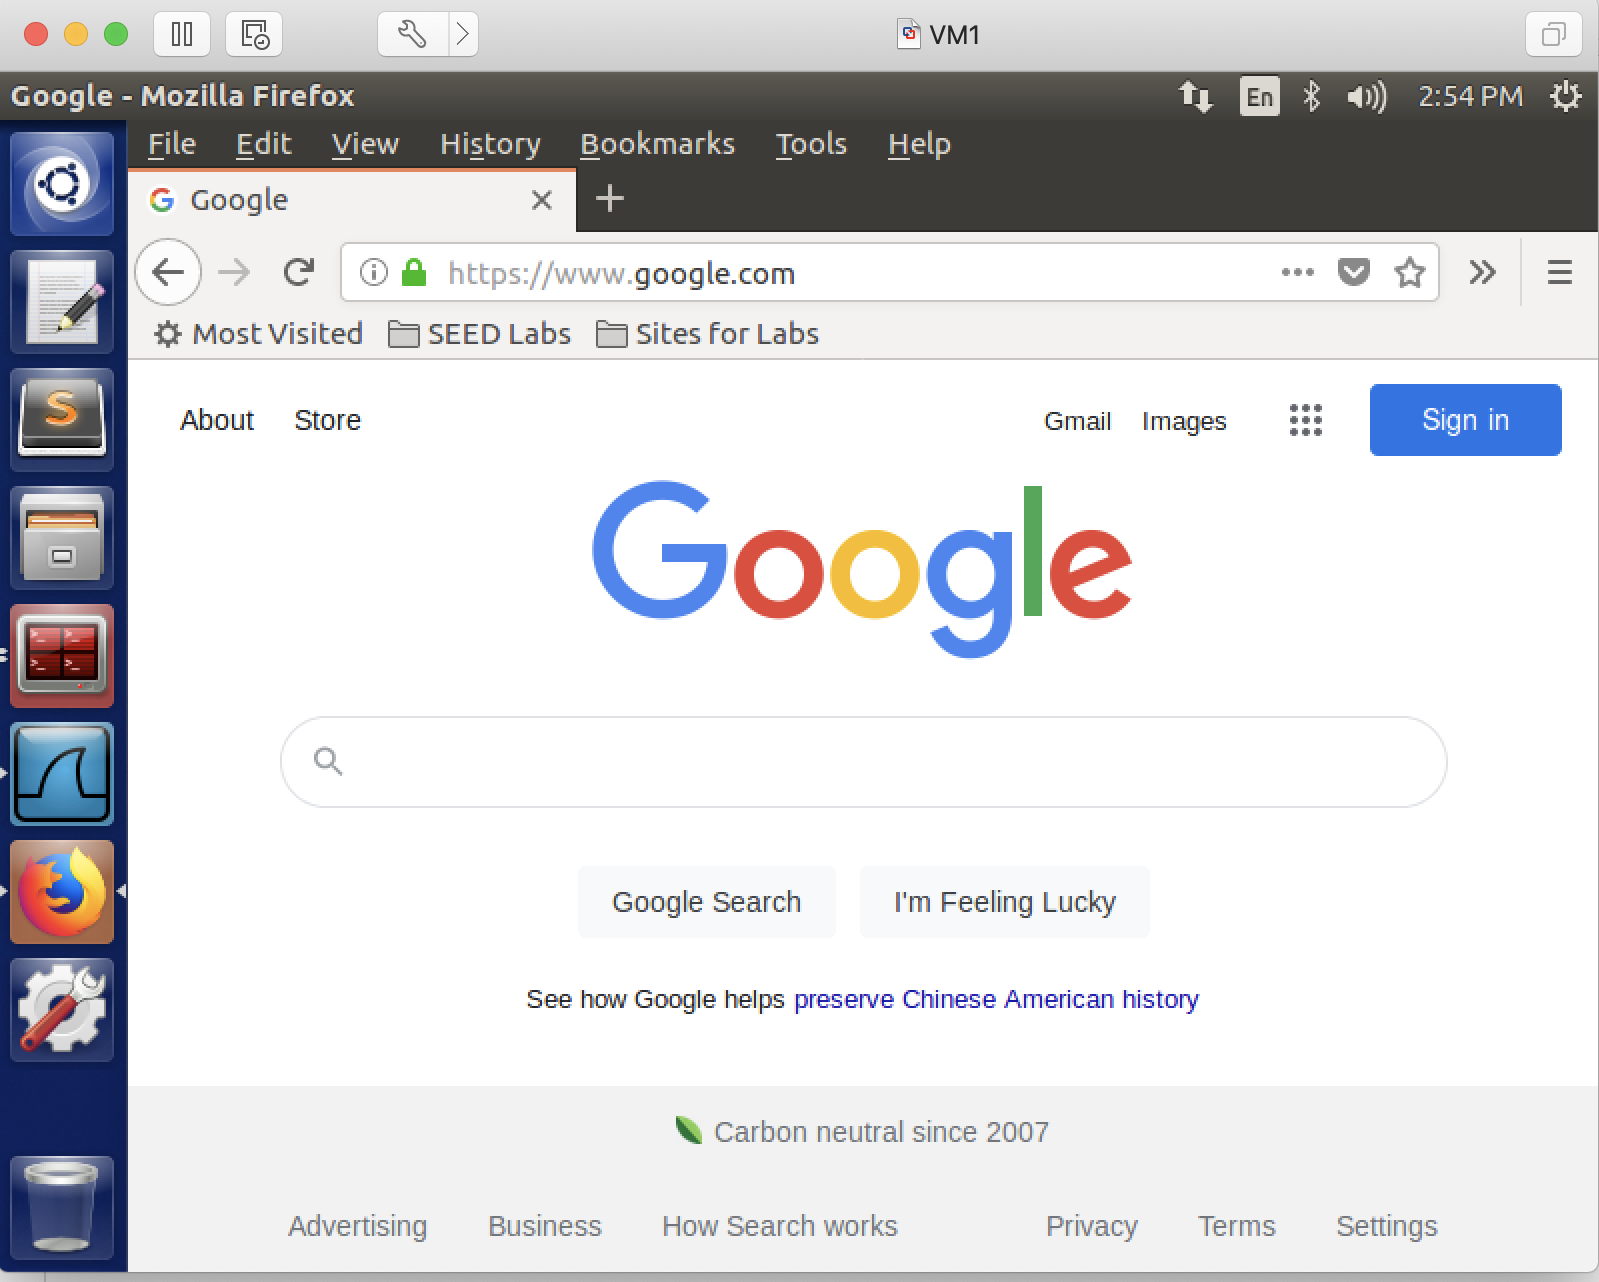 VM1
Google - Mozilla Firefox En 2:54 PM
File Edit View History Bookmarks Tools Help
Google
https://www.google.com
Most Visited SEED Labs Sites for Labs
About Store Gmail Images Sign in
Google
Google Search I'm Feeling Lucky
See how Google helps preserve Chinese American history
Carbon neutral since 2007
Advertising Business How Search works Privacy Terms Settings